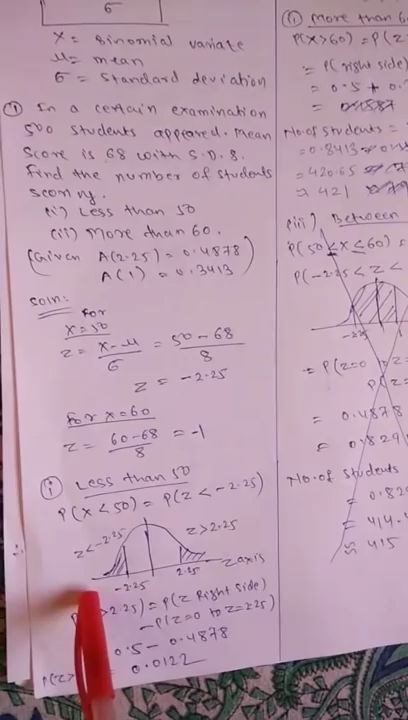 σ
X = Binomial variate
μ = mean
σ = Standard deviation
① In a certain examination
500 students appeared. Mean
Score is 68 with S.D 8.
Find the number of students
scoring.
(i) Less than 50
(ii) More than 60.
(Given A(2.25) = 0.4878
A(1) = 0.3413)
Soln:
For
X = 50
Z = X-μ / σ = 50-68 / 8
Z = -2.25
For x = 60
Z = 60-68 / 8 = -1
(i) Less than 50
P(X < 50) = P(Z < -2.25)
Z < -2.25
Z > 2.25
-2.25
2.25
Z axis
> 2.25) = P(Z Right side)
- P(Z=0 to Z=2.25)
0.5 - 0.4878
P(Z>
0.0122
(ii) More than 6
P(X > 60) = P(Z
= P(right side)
= 0.5 +
No. of students =
= 0.8413
= 420.65
≈ 421
(iii) Between
P(50 ≤ X ≤ 60) =
P(-2.25 < Z <
-2.25
= P(Z=0
P(Z=
= 0.4878
= 0.829
No. of students
= 0.82
= 414.
≈ 415